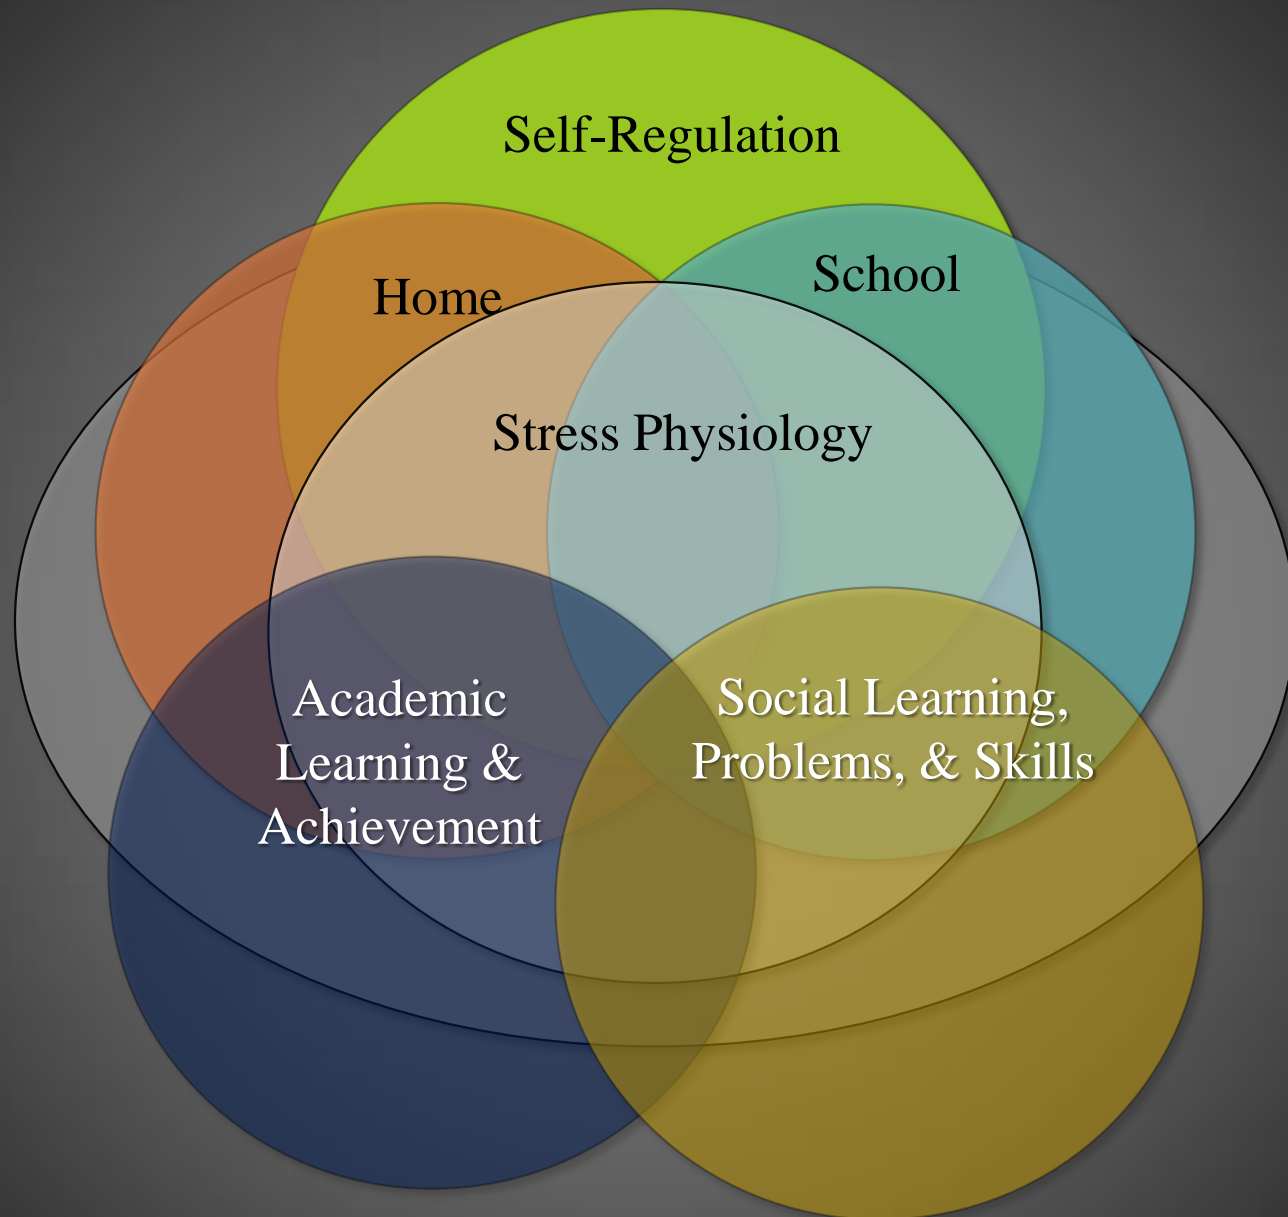 Self-Regulation
School
Home
Stress Physiology
Academic
Learning &
Achievement
Social Learning,
Problems, & Skills